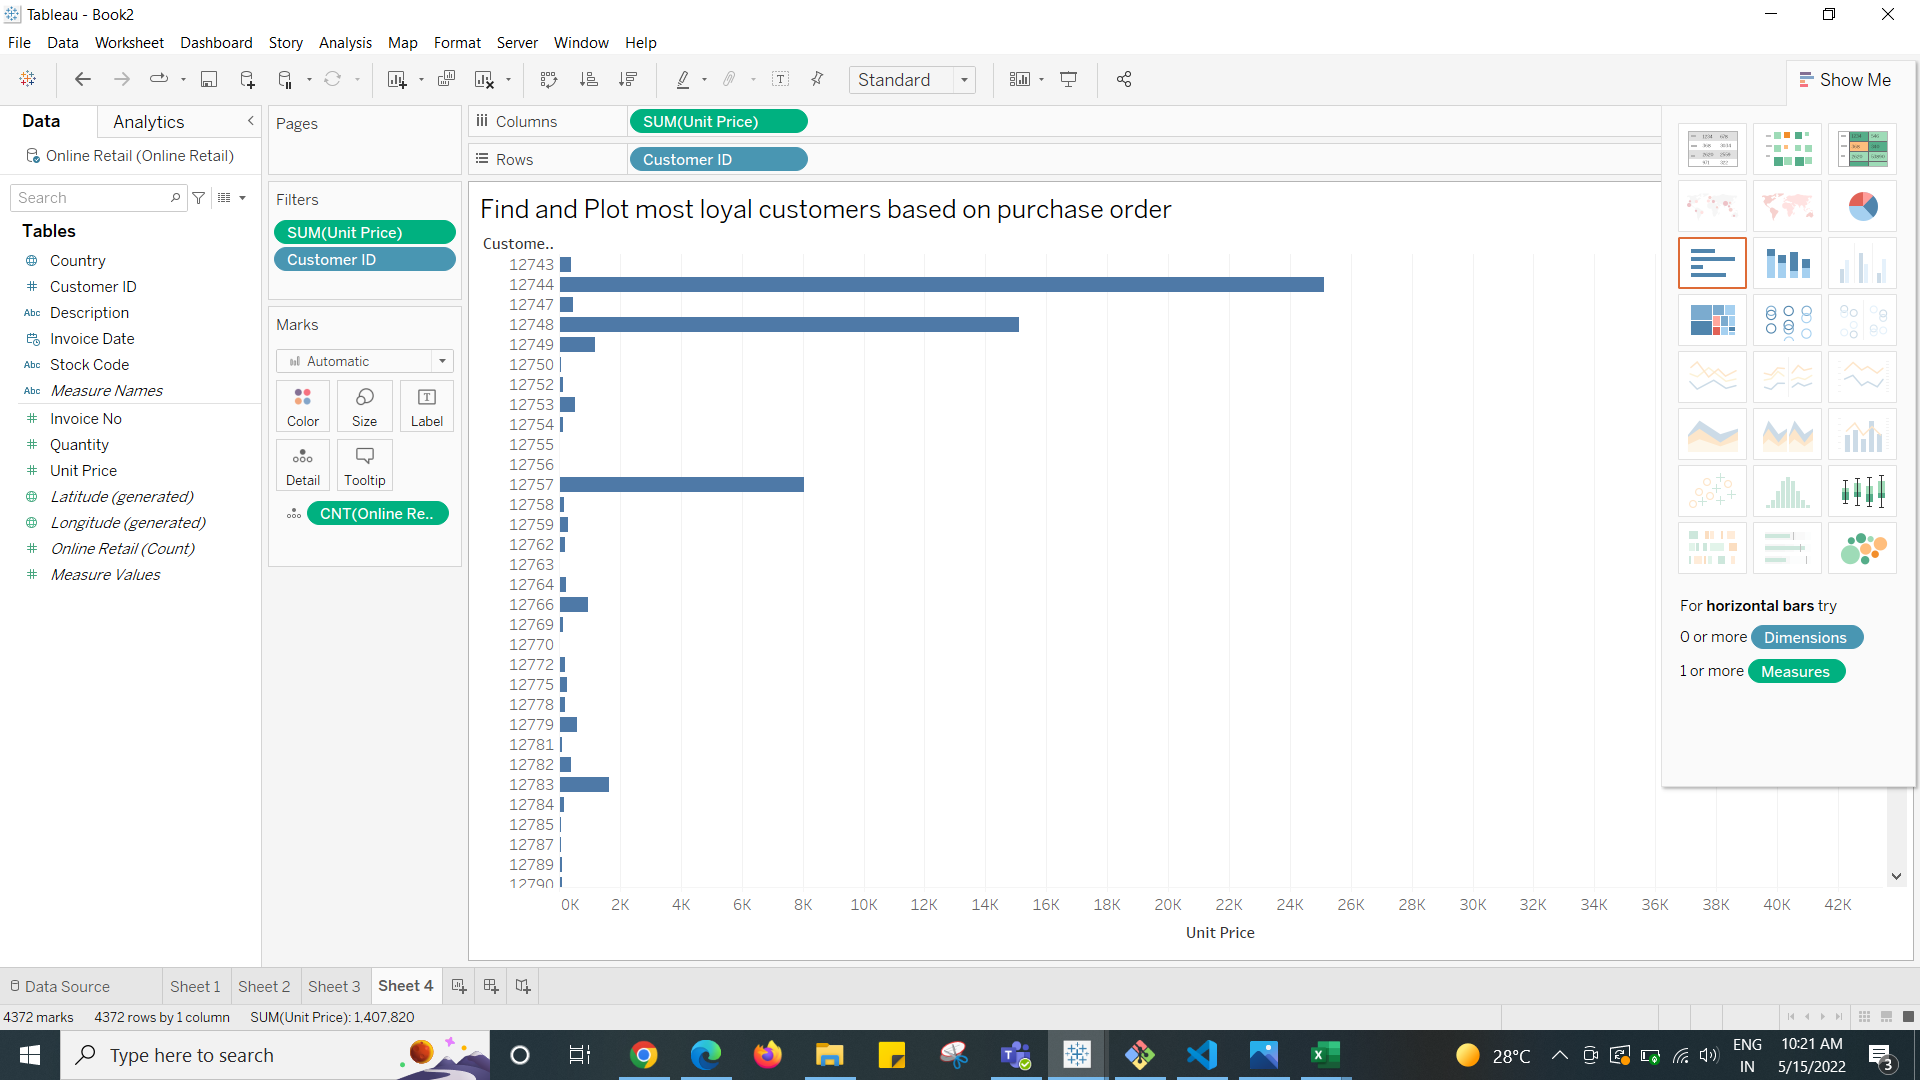 Tableau - Book2
File Data Worksheet Dashboard Story Analysis Map Format Server Window Help
Standard
Show Me
Data
Analytics
Online Retail (Online Retail)
Search
Tables
Country
Customer ID
Abc Description
Invoice Date
Abc Stock Code
Abc Measure Names
Invoice No
Quantity
Unit Price
Latitude (generated)
Longitude (generated)
Online Retail (Count)
Measure Values
Pages
Filters
SUM(Unit Price)
Customer ID
Marks
Automatic
Color Size Label
Detail Tooltip
CNT(Online Re..
Columns SUM(Unit Price)
Rows Customer ID
Find and Plot most loyal customers based on purchase order
Custome..
12743
12744
12747
12748
12749
12750
12752
12753
12754
12755
12756
12757
12758
12759
12762
12763
12764
12766
12769
12770
12772
12775
12778
12779
12781
12782
12783
12784
12785
12787
12789
12790
0K 2K 4K 6K 8K 10K 12K 14K 16K 18K 20K 22K 24K 26K 28K 30K 32K 34K 36K 38K 40K 42K
Unit Price
For horizontal bars try
0 or more Dimensions
1 or more Measures
Data Source Sheet 1 Sheet 2 Sheet 3 Sheet 4
4372 marks 4372 rows by 1 column SUM(Unit Price): 1,407,820
Type here to search
28°C
ENG
IN
10:21 AM
5/15/2022
3